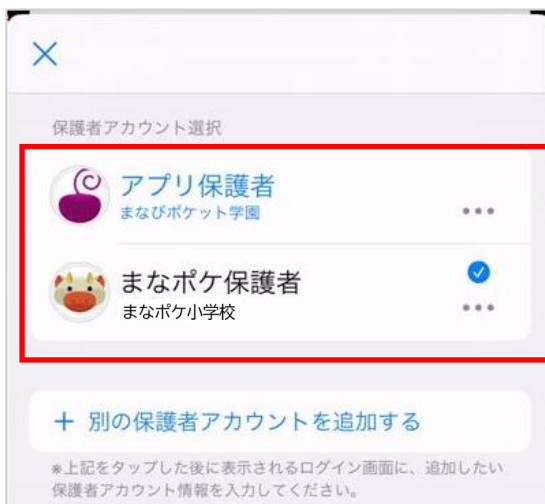 保護者アカウント選択
アプリ保護者
まなびポケット学園
まなポケ保護者
まなポケ小学校
+ 別の保護者アカウントを追加する
※上記をタップした後に表示されるログイン画面に、追加したい
保護者アカウント情報を入力してください。